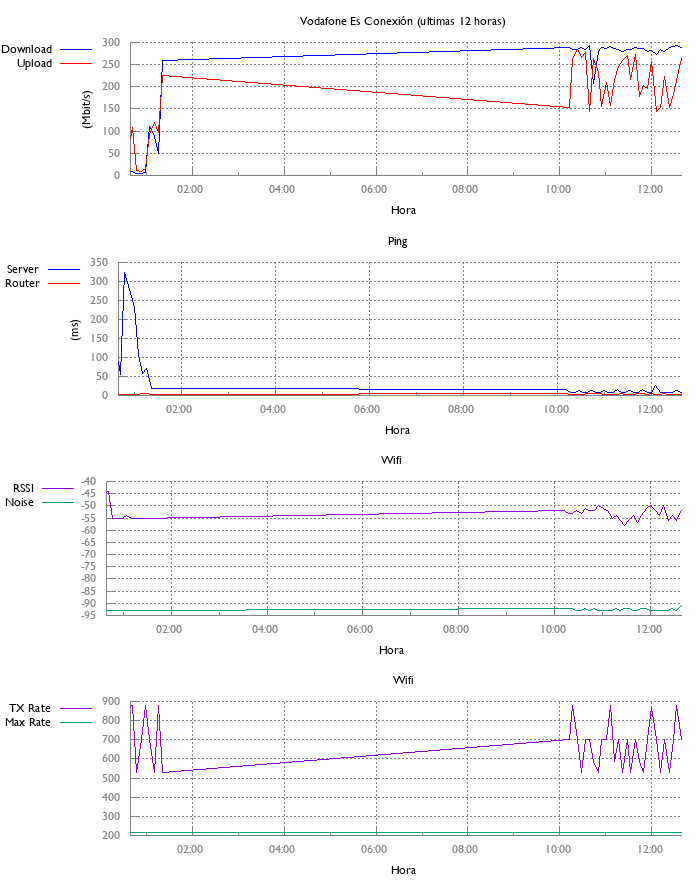 Vodafone Es Conexión (ultimas 12 horas)
Download
Upload
(Mbit/s)
300
250
200
150
100
50
0
02:00 04:00 06:00 08:00 10:00 12:00
Hora
Ping
Server
Router
(ms)
350
300
250
200
150
100
50
0
02:00 04:00 06:00 08:00 10:00 12:00
Hora
Wifi
RSSI
Noise
-40
-45
-50
-55
-60
-65
-70
-75
-80
-85
-90
-95
02:00 04:00 06:00 08:00 10:00 12:00
Hora
Wifi
TX Rate
Max Rate
900
800
700
600
500
400
300
200
02:00 04:00 06:00 08:00 10:00 12:00
Hora